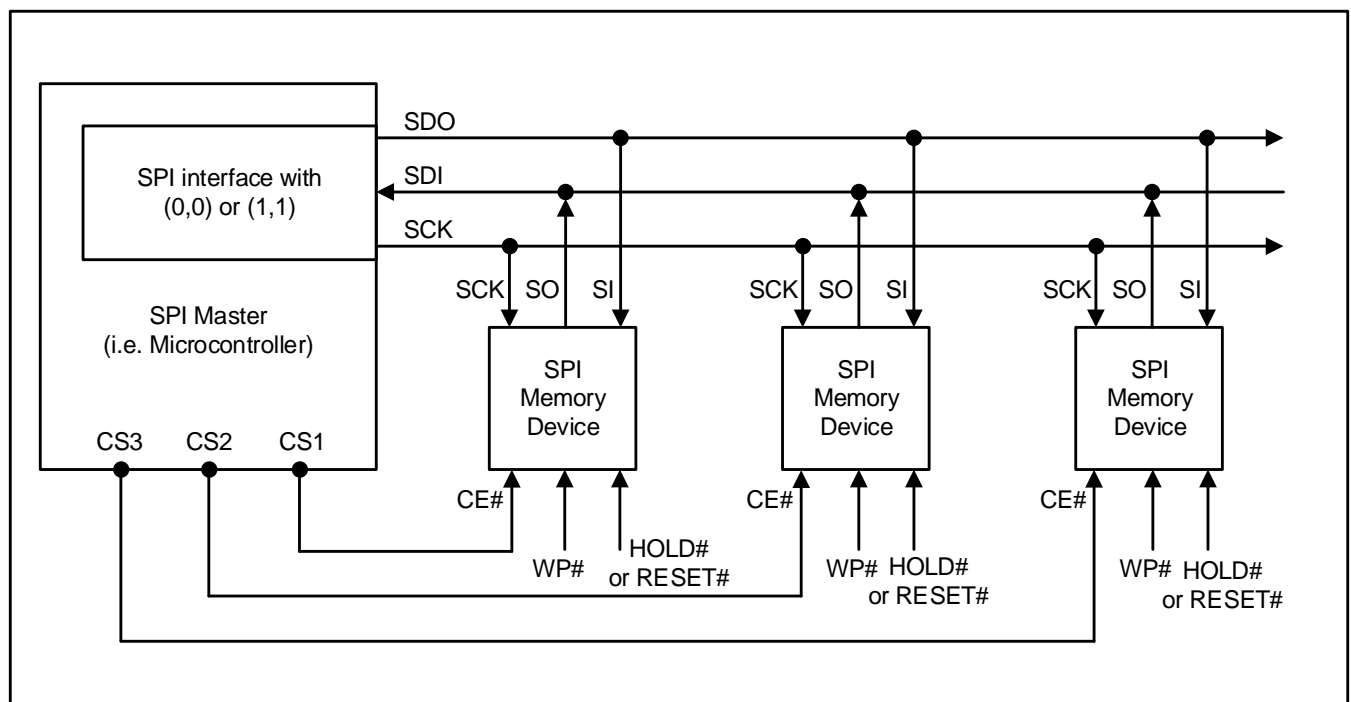 SDO
SPI interface with
(0,0) or (1,1)
SDI
SCK
SPI Master
(i.e. Microcontroller)
CS3
CS2
CS1
SCK
SO
SI
SPI
Memory
Device
CE#
WP#
HOLD#
or RESET#
SCK
SO
SI
SPI
Memory
Device
CE#
WP#
HOLD#
or RESET#
SCK
SO
SI
SPI
Memory
Device
CE#
WP#
HOLD#
or RESET#